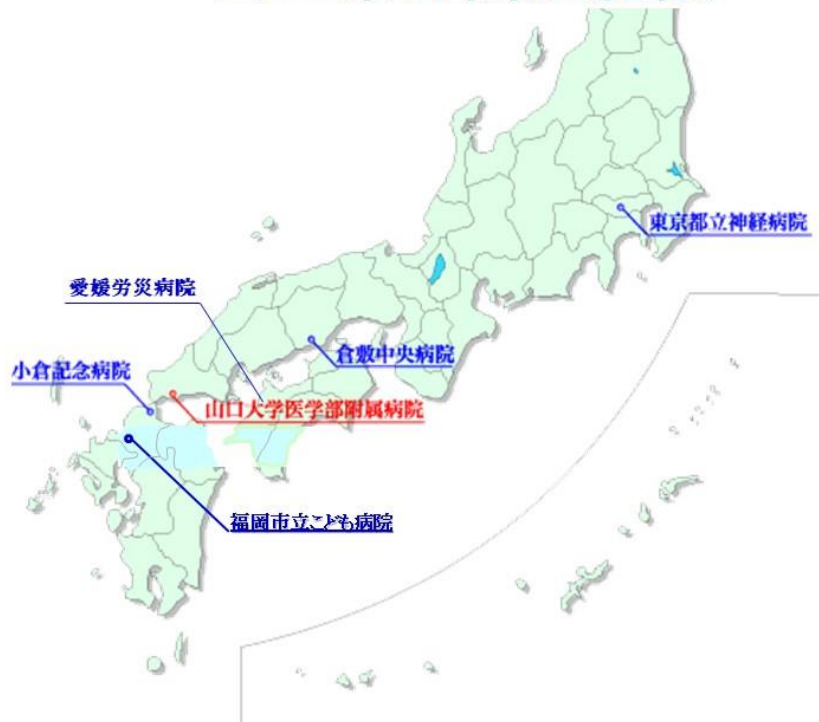 東京都立神経病院
愛媛労災病院
倉敷中央病院
小倉記念病院
山口大学医学部附属病院
福岡市立こども病院